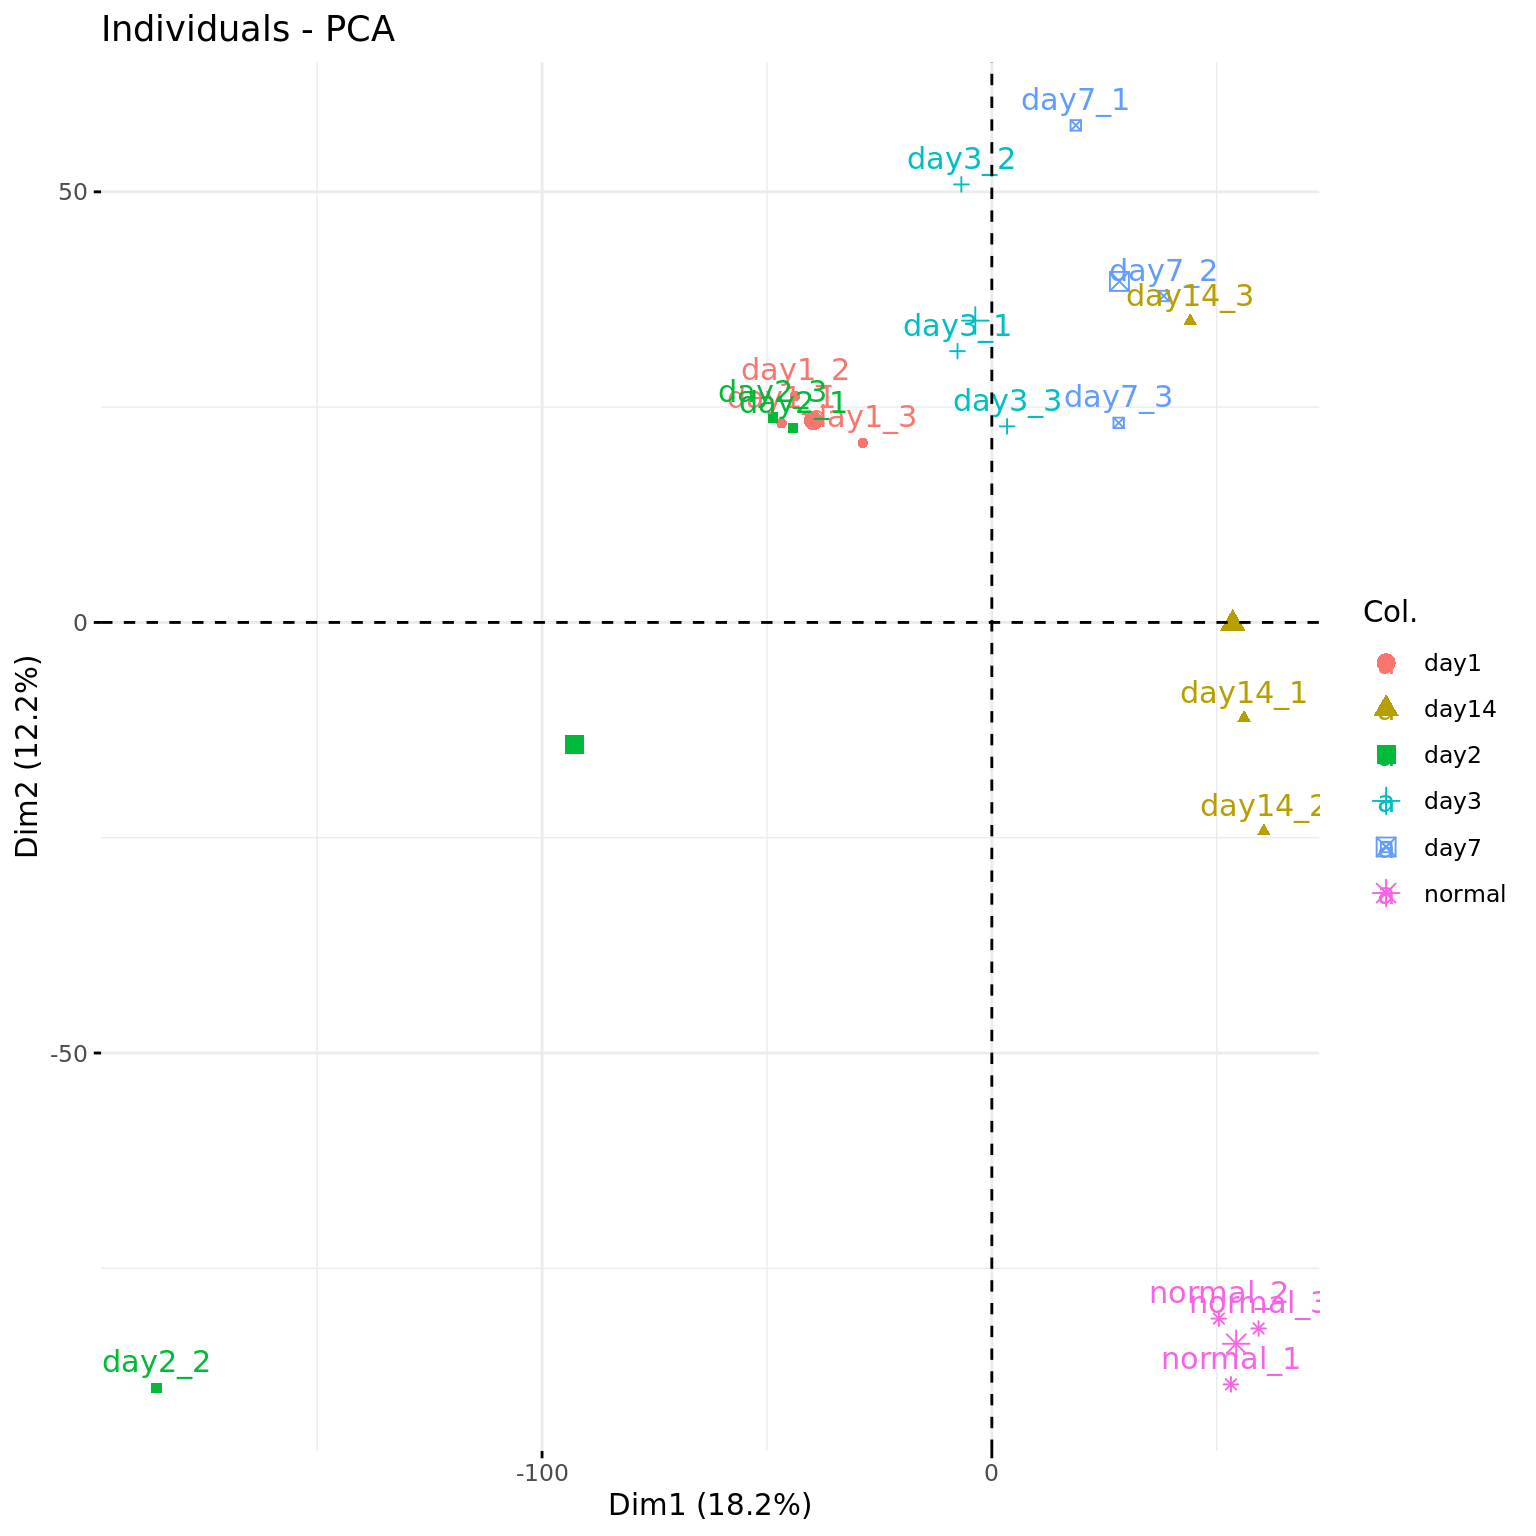 Individuals - PCA
day7_1
day3_2
50
day7_2
day14_3
day3_1
day1_2
day2_3
day1_1
day2_1
day1_3
day3_3
day7_3
0
day14_1
day14_2
-50
normal_2
normal_3
normal_1
day2_2
-100
0
Dim1 (18.2%)
Dim2 (12.2%)
Col.
a day1
a day14
a day2
a day3
a day7
a normal